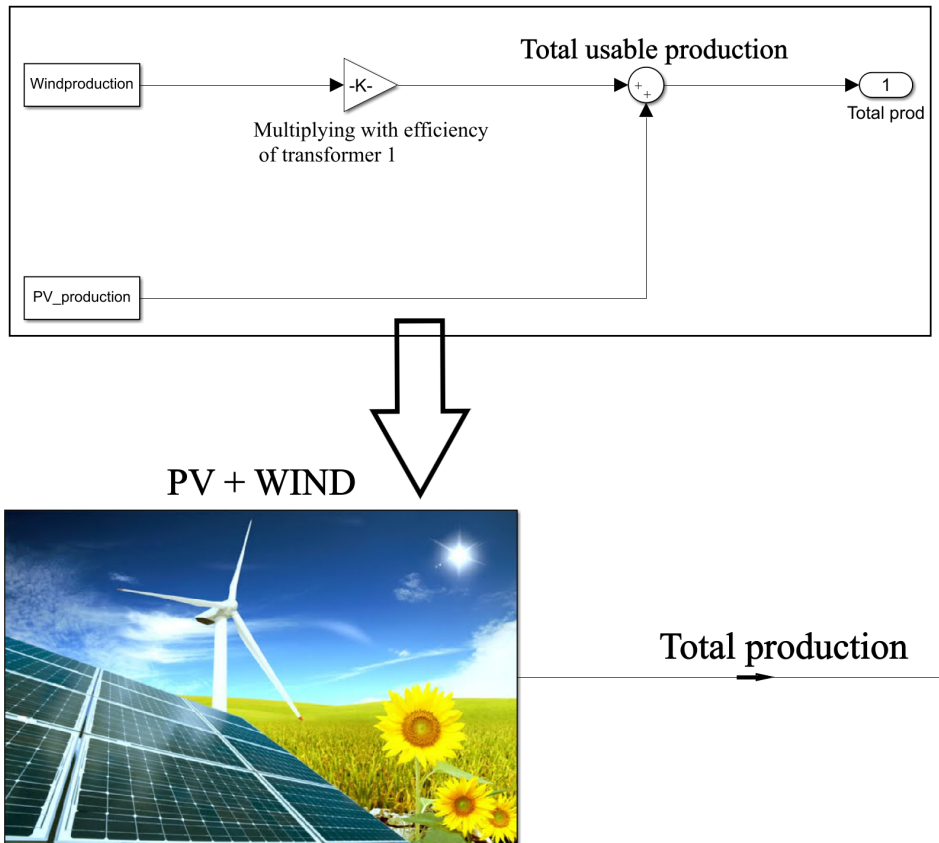 Total usable production
Windproduction
-K-
+
+
1
Total prod
Multiplying with efficiency
of transformer 1
PV_production
PV + WIND
Total production